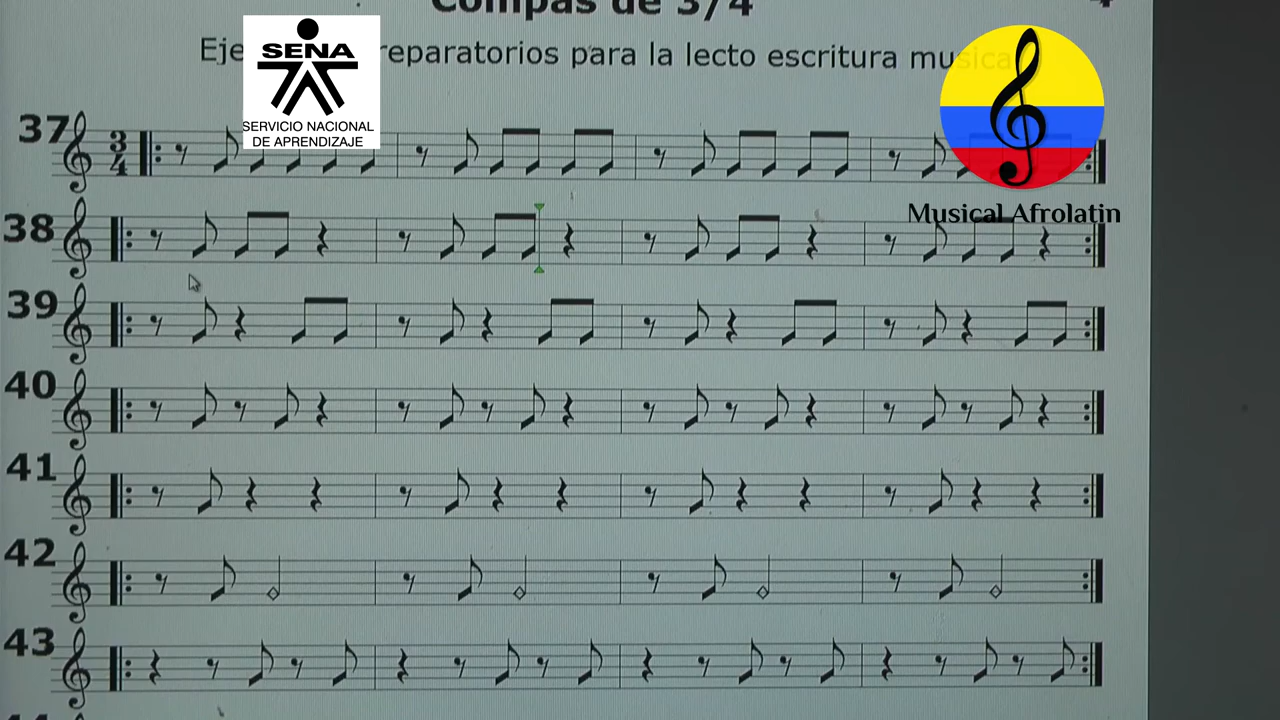 Compás de 3/4
Eje reparatorios para la lecto escritura musica
SENA
SERVICIO NACIONAL
DE APRENDIZAJE
Musical Afrolatin
37
3
4
38
39
40
41
42
43